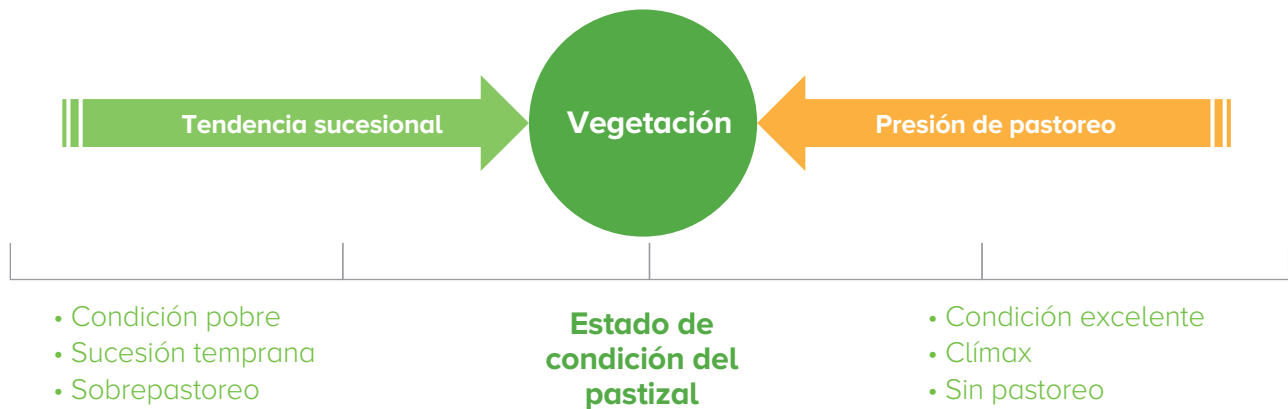 Tendencia sucesional
Vegetación
Presión de pastoreo
• Condición pobre
• Sucesión temprana
• Sobrepastoreo
Estado de
condición del
pastizal
• Condición excelente
• Clímax
• Sin pastoreo